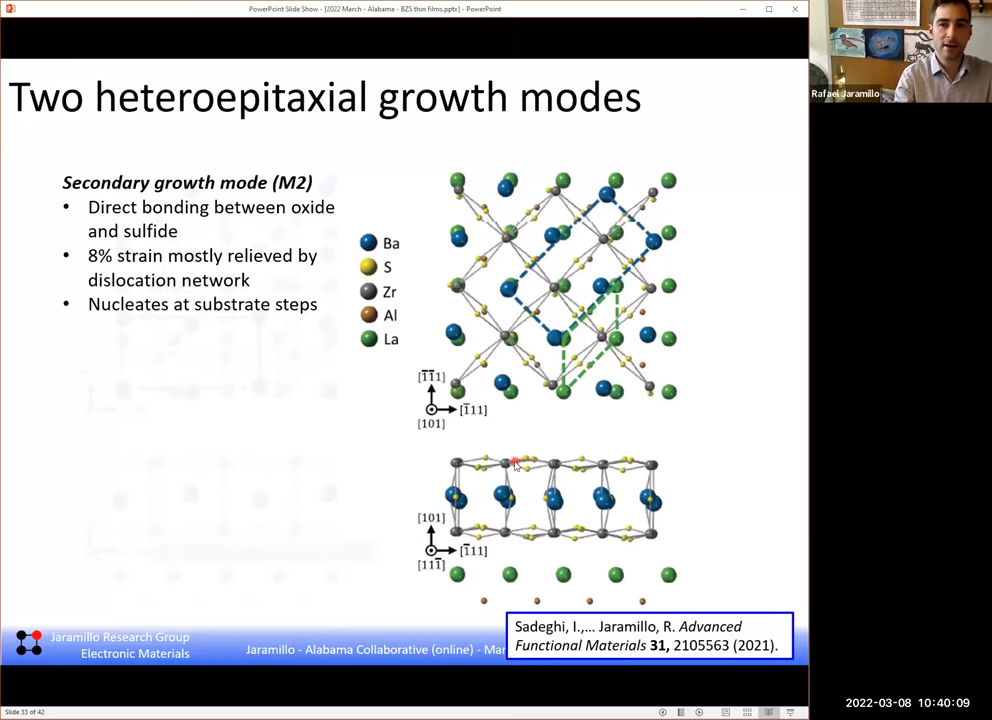 PowerPoint Slide Show - [2022 March - Alabama - BZS thin films.pptx] - PowerPoint
Two heteroepitaxial growth modes
Secondary growth mode (M2)
• Direct bonding between oxide
and sulfide
• 8% strain mostly relieved by
dislocation network
• Nucleates at substrate steps
Ba
S
Zr
Al
La
[1̅1̅1]
[1̅11]
[101]
[101]
[1̅11]
[111̅]
Sadeghi, I.,... Jaramillo, R. Advanced
Functional Materials 31, 2105563 (2021).
Jaramillo Research Group
Electronic Materials
Jaramillo - Alabama Collaborative (online) - Mar
Slide 33 of 42
Rafael Jaramillo
2022-03-08 10:40:09